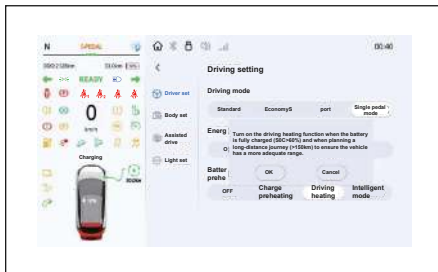 N
SPECIAL
00:40
READY
0
km/h
Charging
Driving setting
Driver set
Driving mode
Standard
EconomyS
port
Single pedal
mode
Body set
Energ
Turn on the driving heating function when the battery
is fully charged (SOC>60%) and when planning a
long-distance journey (>150km) to ensure the vehicle
has a more adequate range.
O
Assisted
drive
Light set
Batter
prehe
OK
Cancel
OFF
Charge
preheating
Driving
heating
Intelligent
mode